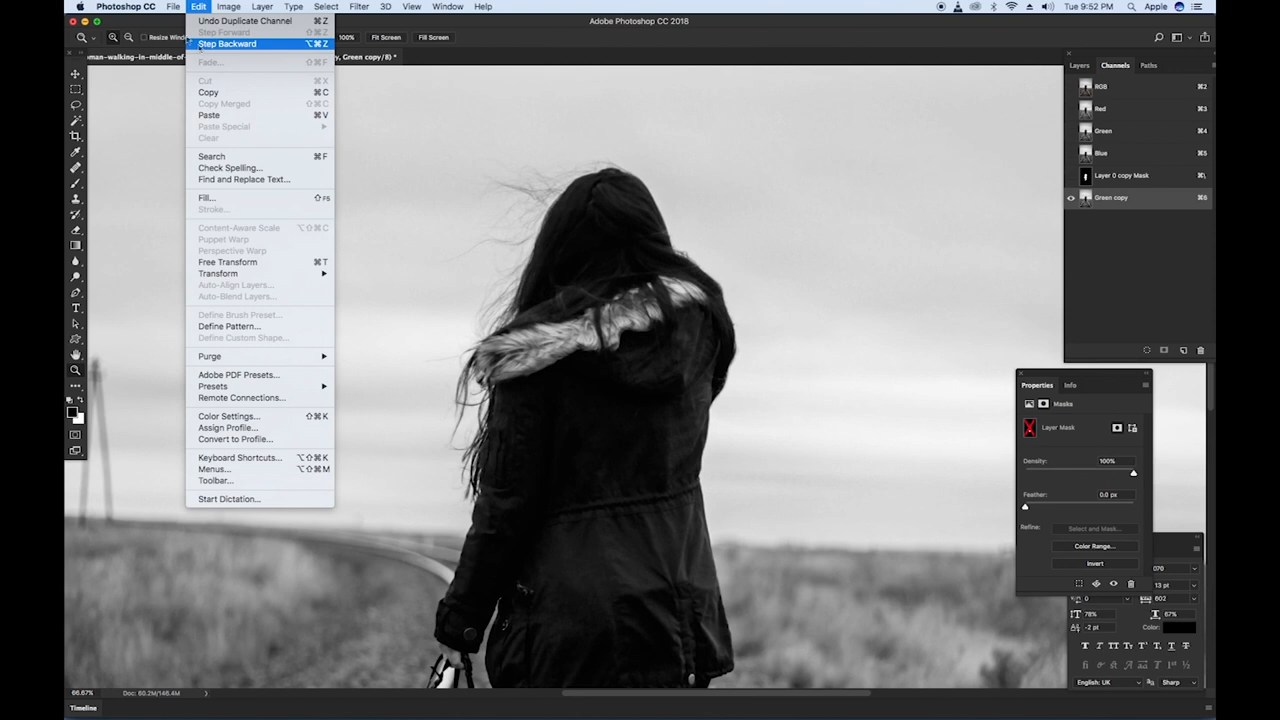 Photoshop CC File Edit Image Layer Type Select Filter 3D View Window Help Tue 9:52 PM Apple
Adobe Photoshop CC 2018
Resize Wind 100% Fit Screen Fill Screen
oman-walking-in-middle-of , Green copy/8) *
Undo Duplicate Channel ⌘Z
Step Forward ⇧⌘Z
Step Backward ⌥⌘Z
Fade... ⇧⌘F
Cut ⌘X
Copy ⌘C
Copy Merged ⇧⌘C
Paste ⌘V
Paste Special
Clear
Search ⌘F
Check Spelling...
Find and Replace Text...
Fill... ⇧F5
Stroke...
Content-Aware Scale ⌥⇧⌘C
Puppet Warp
Perspective Warp
Free Transform ⌘T
Transform
Auto-Align Layers...
Auto-Blend Layers...
Define Brush Preset...
Define Pattern...
Define Custom Shape...
Purge
Adobe PDF Presets...
Presets
Remote Connections...
Color Settings... ⇧⌘K
Assign Profile...
Convert to Profile...
Keyboard Shortcuts... ⌥⇧⌘K
Menus... ⌥⇧⌘M
Toolbar...
Start Dictation...
Layers Channels Paths
RGB ⌘2
Red ⌘3
Green ⌘4
Blue ⌘5
Layer 0 copy Mask ⌘\
Green copy ⌘6
Properties Info
Masks
Layer Mask
Density: 100%
Feather: 0.0 px
Refine: Select and Mask...
Color Range...
Invert
070
13 pt
0 602
78% 67%
-2 pt Color:
T T TT Tt T' T, T T
English: UK Sharp
66.67% Doc: 60.2M/146.4M
Timeline